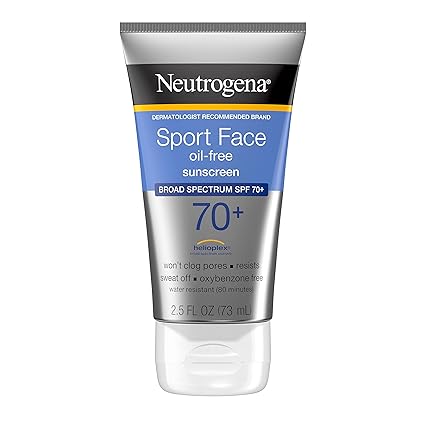 Neutrogena®
DERMATOLOGIST RECOMMENDED BRAND
Sport Face
oil-free
sunscreen
BROAD SPECTRUM SPF 70+
70+
helioplex®
won't clog pores ■ resists
sweat off ■ oxybenzone free
water resistant (80 minutes)
2.5 FL OZ (73 mL)